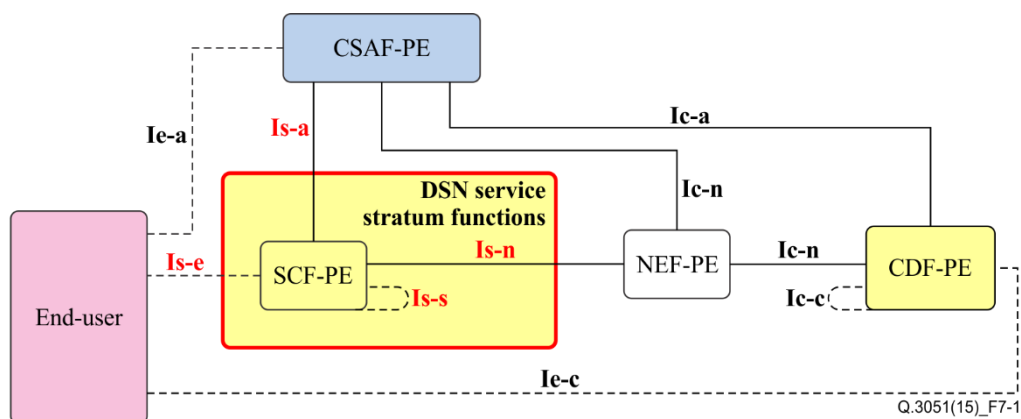 CSAF-PE
Ie-a
Is-a
Ic-a
DSN service
stratum functions
Ic-n
Is-e
SCF-PE
Is-n
NEF-PE
Ic-n
CDF-PE
Is-s
Ic-c
End-user
Ie-c
Q.3051(15)_F7-1